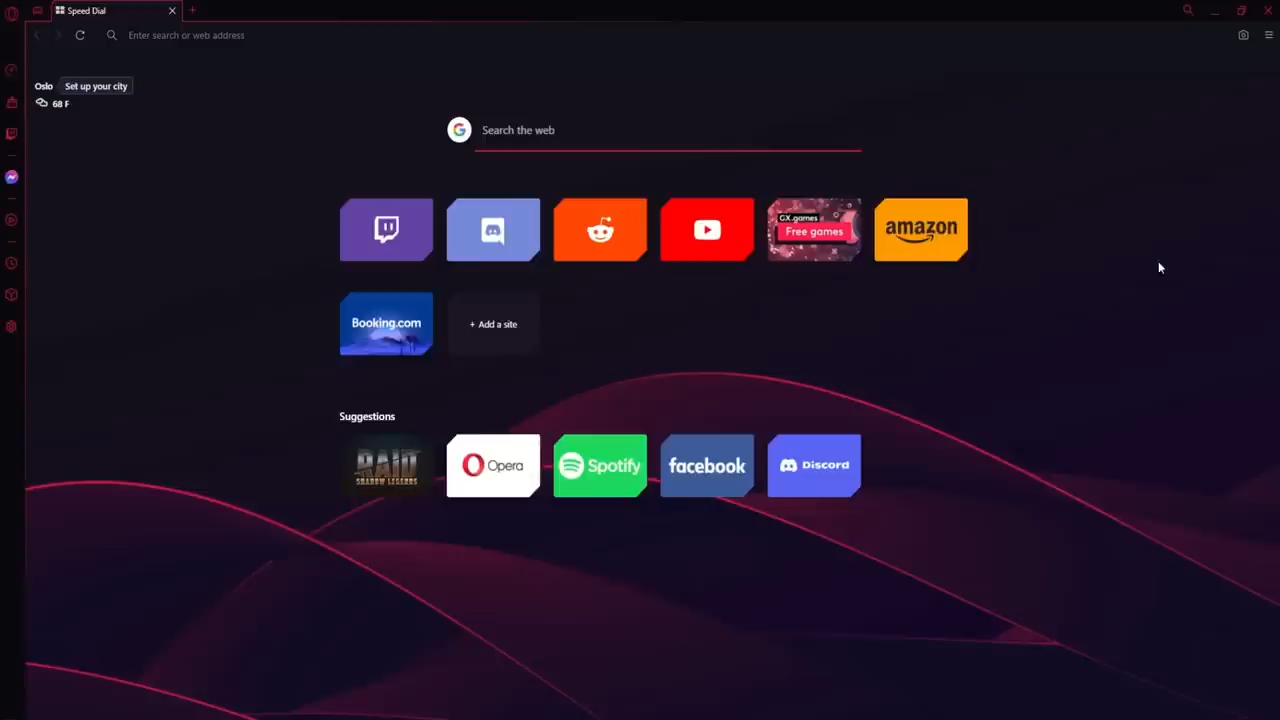 Speed Dial
Enter search or web address
Oslo Set up your city
68 F
Search the web
GX.games
Free games
amazon
Booking.com
+ Add a site
Suggestions
RAID
SHADOW LEGENDS
Opera
Spotify
facebook
Discord